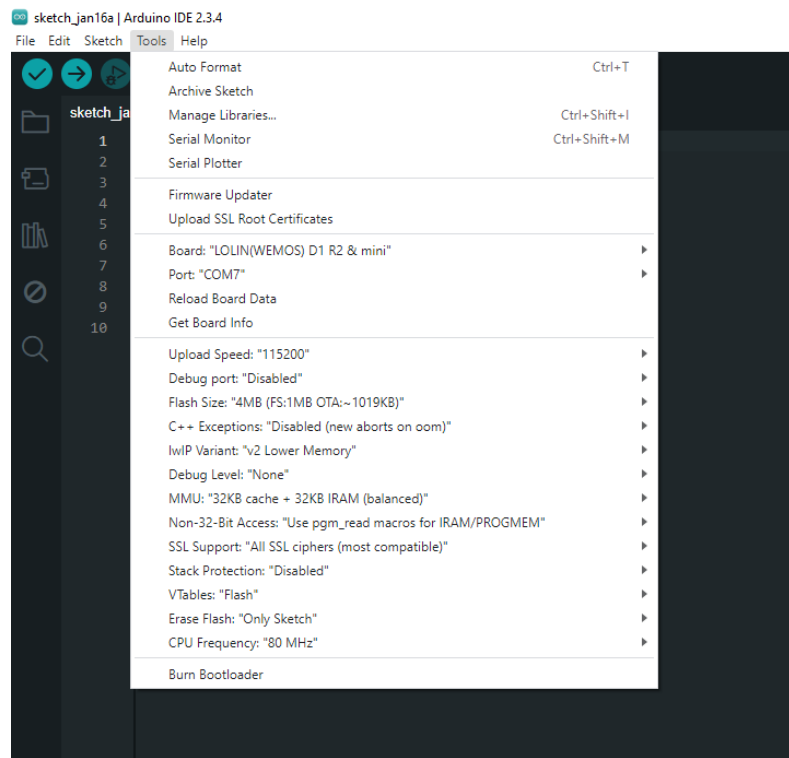 sketch_jan16a | Arduino IDE 2.3.4
File Edit Sketch Tools Help
sketch_ja
1
2
3
4
5
6
7
8
9
10
Auto Format Ctrl+T
Archive Sketch
Manage Libraries... Ctrl+Shift+I
Serial Monitor Ctrl+Shift+M
Serial Plotter
Firmware Updater
Upload SSL Root Certificates
Board: "LOLIN(WEMOS) D1 R2 & mini"
Port: "COM7"
Reload Board Data
Get Board Info
Upload Speed: "115200"
Debug port: "Disabled"
Flash Size: "4MB (FS:1MB OTA:~1019KB)"
C++ Exceptions: "Disabled (new aborts on oom)"
lwIP Variant: "v2 Lower Memory"
Debug Level: "None"
MMU: "32KB cache + 32KB IRAM (balanced)"
Non-32-Bit Access: "Use pgm_read macros for IRAM/PROGMEM"
SSL Support: "All SSL ciphers (most compatible)"
Stack Protection: "Disabled"
VTables: "Flash"
Erase Flash: "Only Sketch"
CPU Frequency: "80 MHz"
Burn Bootloader